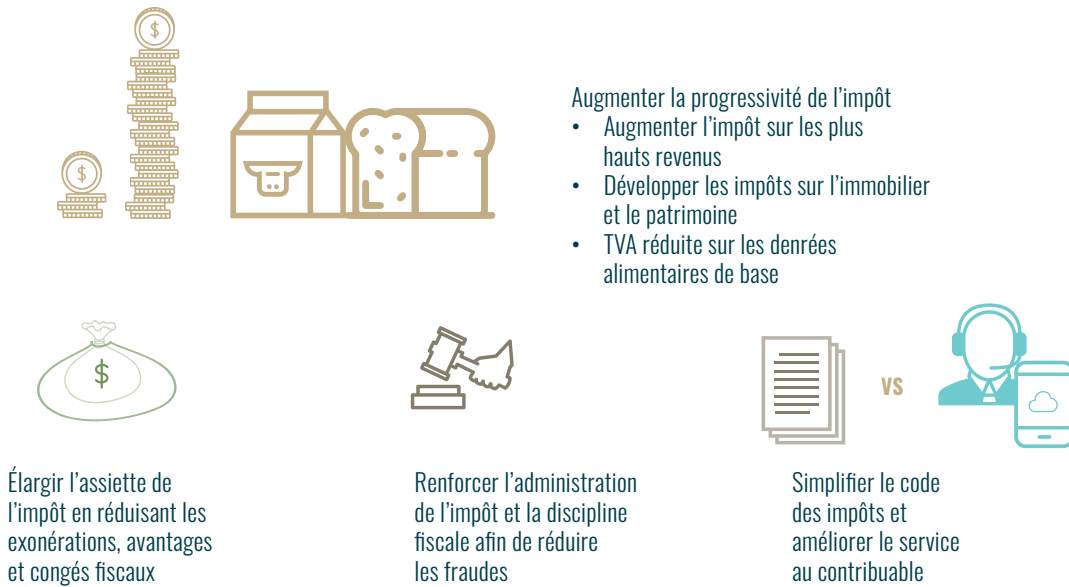 Augmenter la progressivité de l'impôt
• Augmenter l'impôt sur les plus
hauts revenus
• Développer les impôts sur l'immobilier
et le patrimoine
• TVA réduite sur les denrées
alimentaires de base
$
$
$
VS
Élargir l'assiette de
l'impôt en réduisant les
exonérations, avantages
et congés fiscaux
Renforcer l'administration
de l'impôt et la discipline
fiscale afin de réduire
les fraudes
Simplifier le code
des impôts et
améliorer le service
au contribuable